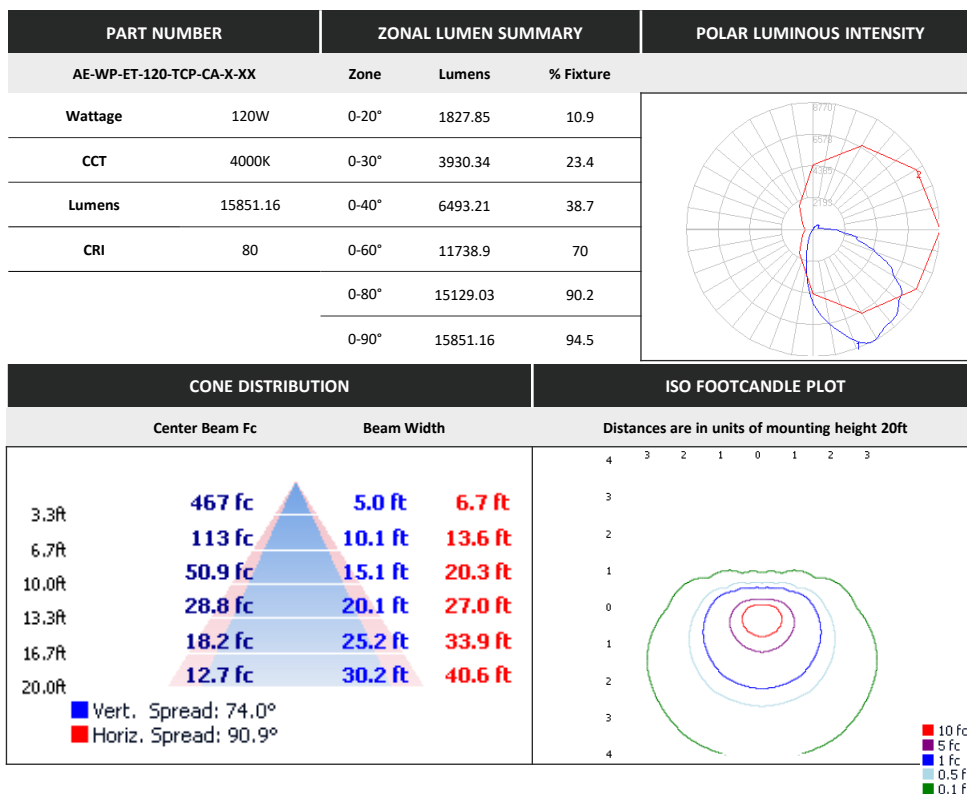 PART NUMBER
ZONAL LUMEN SUMMARY
POLAR LUMINOUS INTENSITY
AE-WP-ET-120-TCP-CA-X-XX
Zone Lumens % Fixture
Wattage 120W
0-20° 1827.85 10.9
CCT 4000K
0-30° 3930.34 23.4
Lumens 15851.16
0-40° 6493.21 38.7
CRI 80
0-60° 11738.9 70
0-80° 15129.03 90.2
0-90° 15851.16 94.5
8770
6578
4385
2193
2
1
CONE DISTRIBUTION
ISO FOOTCANDLE PLOT
Center Beam Fc Beam Width
Distances are in units of mounting height 20ft
3.3ft 467 fc 5.0 ft 6.7 ft
6.7ft 113 fc 10.1 ft 13.6 ft
10.0ft 50.9 fc 15.1 ft 20.3 ft
13.3ft 28.8 fc 20.1 ft 27.0 ft
16.7ft 18.2 fc 25.2 ft 33.9 ft
20.0ft 12.7 fc 30.2 ft 40.6 ft
Vert. Spread: 74.0°
Horiz. Spread: 90.9°
3 2 1 0 1 2 3
4
3
2
1
0
1
2
3
4
10 fc
5 fc
1 fc
0.5 f
0.1 f